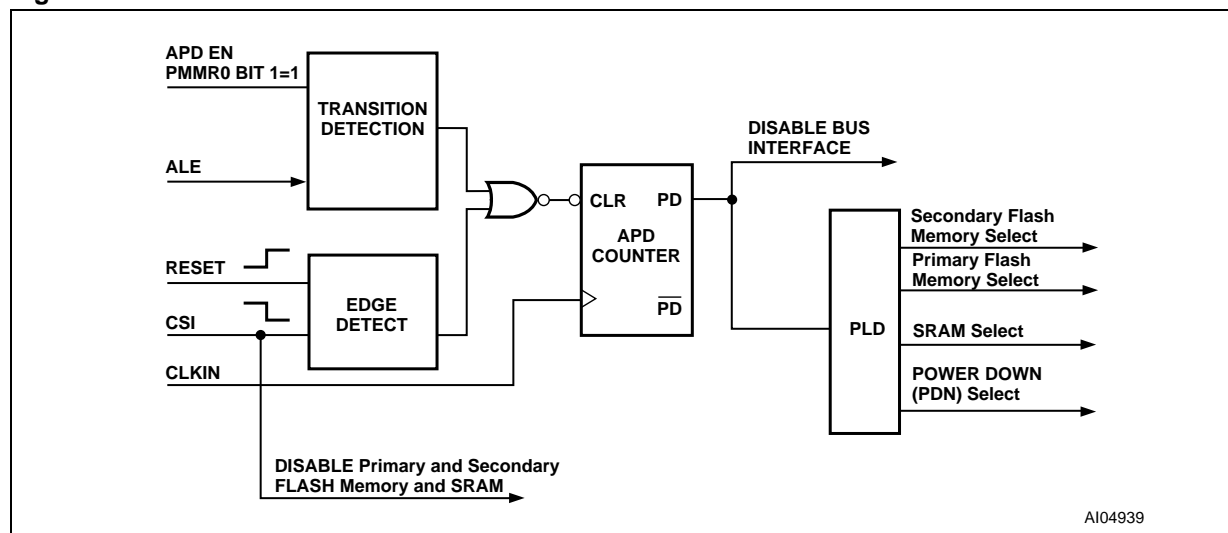 APD EN
PMMR0 BIT 1=1
TRANSITION
DETECTION
ALE
DISABLE BUS
INTERFACE
CLR PD
APD
COUNTER
PD
RESET
CSI
EDGE
DETECT
CLKIN
Secondary Flash
Memory Select
Primary Flash
Memory Select
PLD
SRAM Select
POWER DOWN
(PDN) Select
DISABLE Primary and Secondary
FLASH Memory and SRAM
AI04939